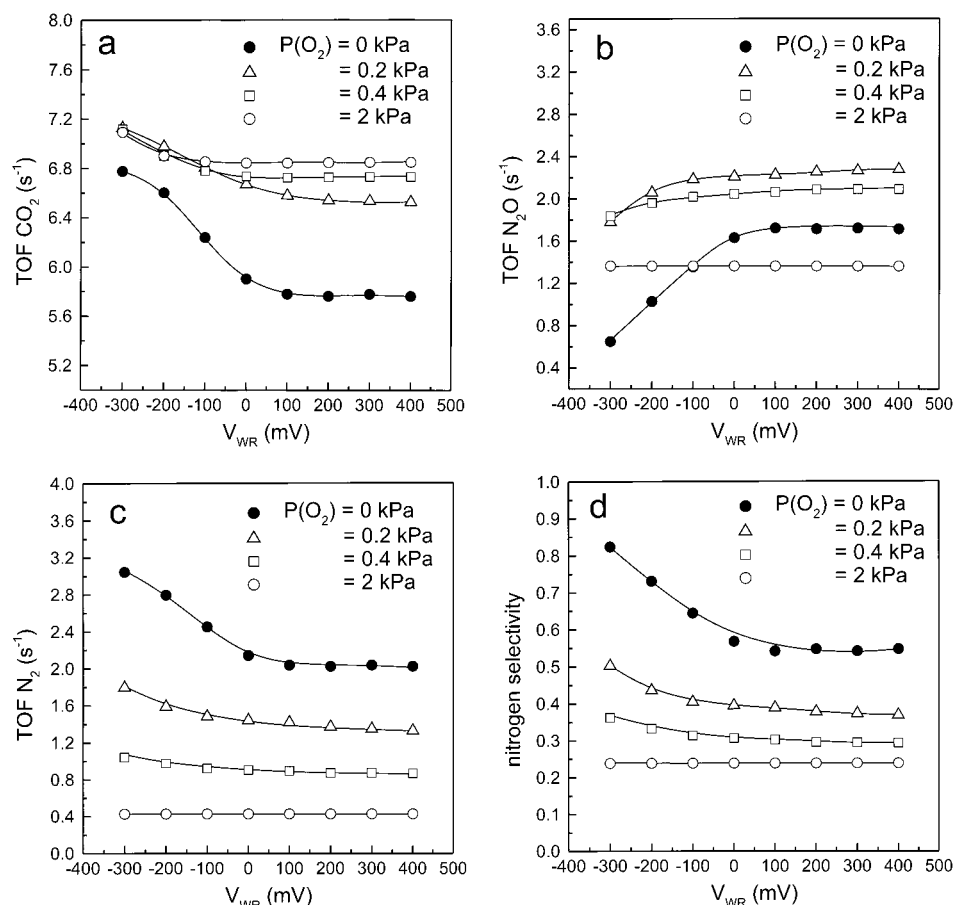 a
P(O₂) = 0 kPa
= 0.2 kPa
= 0.4 kPa
= 2 kPa
TOF CO₂ (s⁻¹)
8.0
7.6
7.2
6.8
6.4
6.0
5.6
5.2
-400 -300 -200 -100 0 100 200 300 400 500
V_WR (mV)
b
P(O₂) = 0 kPa
= 0.2 kPa
= 0.4 kPa
= 2 kPa
TOF N₂O (s⁻¹)
3.6
3.2
2.8
2.4
2.0
1.6
1.2
0.8
0.4
-400 -300 -200 -100 0 100 200 300 400 500
V_WR (mV)
c
P(O₂) = 0 kPa
= 0.2 kPa
= 0.4 kPa
= 2 kPa
TOF N₂ (s⁻¹)
4.0
3.6
3.2
2.8
2.4
2.0
1.6
1.2
0.8
0.4
0.0
-400 -300 -200 -100 0 100 200 300 400 500
V_WR (mV)
d
P(O₂) = 0 kPa
= 0.2 kPa
= 0.4 kPa
= 2 kPa
nitrogen selectivity
1.0
0.9
0.8
0.7
0.6
0.5
0.4
0.3
0.2
0.1
0.0
-400 -300 -200 -100 0 100 200 300 400 500
V_WR (mV)